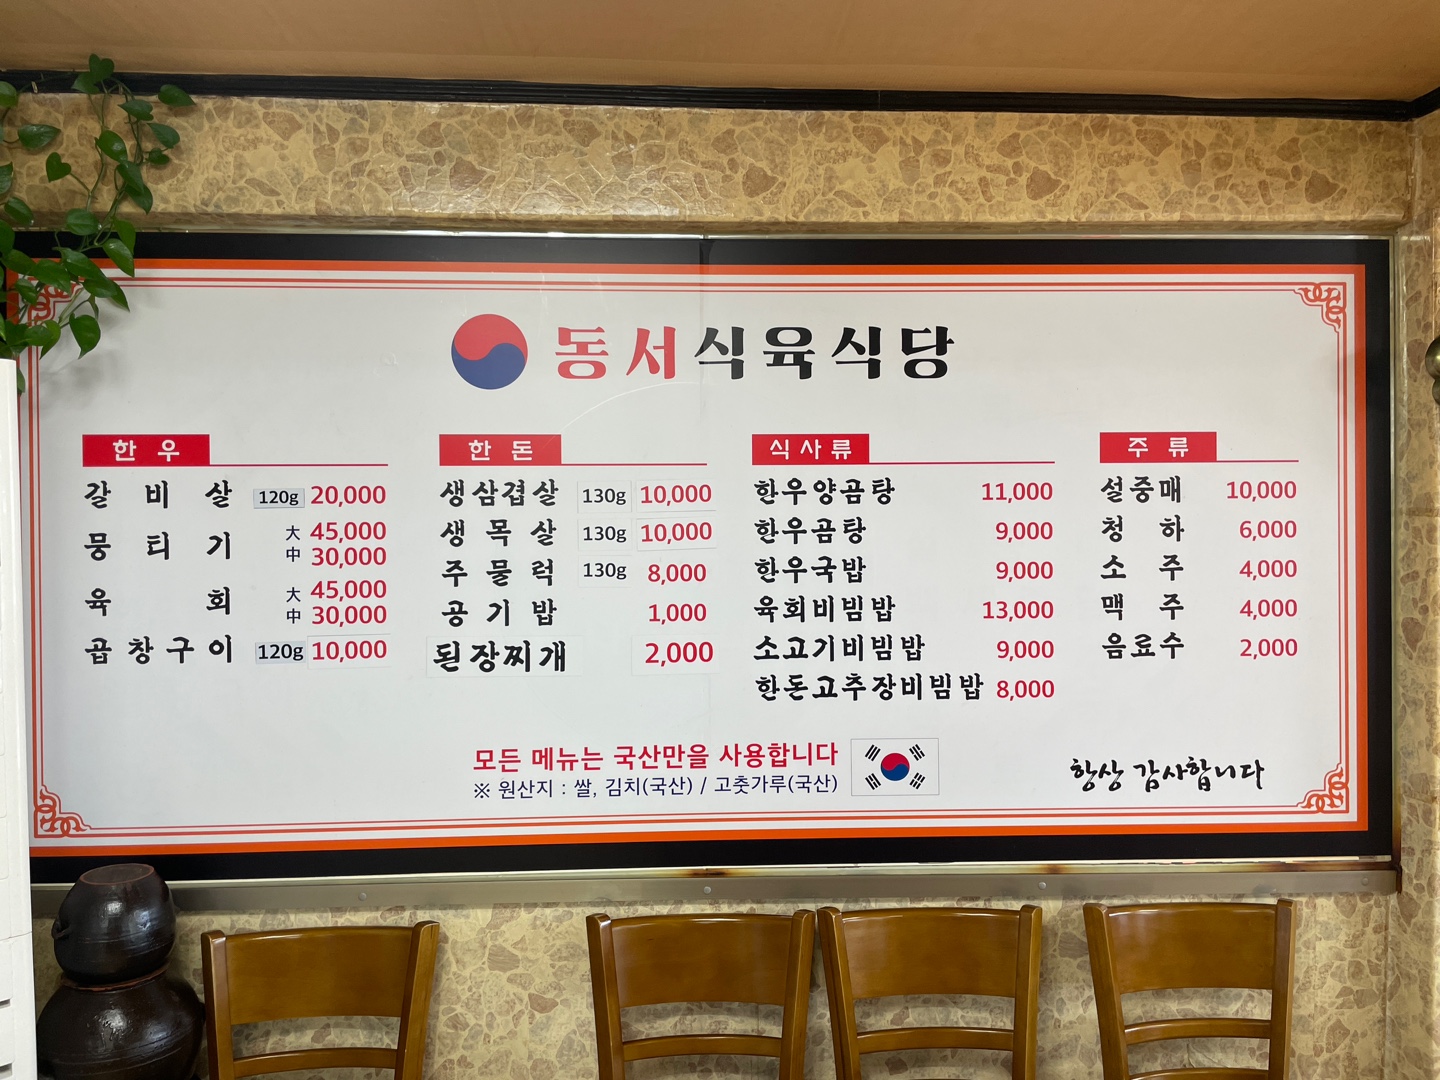 동서식육식당
한우
갈비살 120g 20,000
뭉티기 大 45,000
中 30,000
육회 大 45,000
中 30,000
곱창구이 120g 10,000
한돈
생삼겹살 130g 10,000
생목살 130g 10,000
주물럭 130g 8,000
공기밥 1,000
된장찌개 2,000
식사류
한우양곰탕 11,000
한우곰탕 9,000
한우국밥 9,000
육회비빔밥 13,000
소고기비빔밥 9,000
한돈고추장비빔밥 8,000
주류
설중매 10,000
청하 6,000
소주 4,000
맥주 4,000
음료수 2,000
모든 메뉴는 국산만을 사용합니다
※ 원산지 : 쌀, 김치(국산) / 고춧가루(국산)
항상 감사합니다